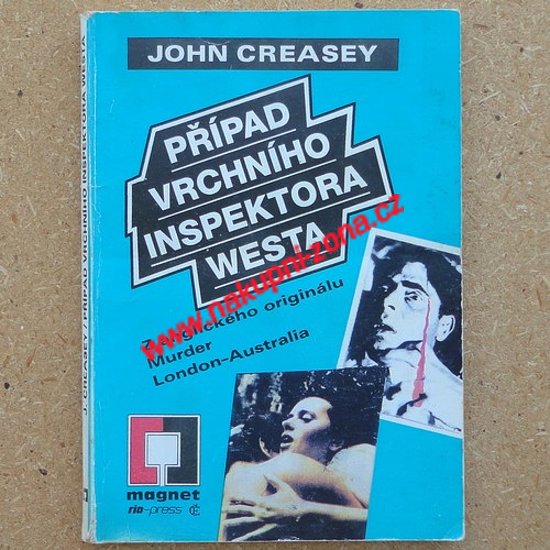 JOHN CREASEY
PŘÍPAD
VRCHNÍHO
INSPEKTORA
WESTA
www.nakupni-zona.cz
Z anglického originálu
Murder
London–Australia
magnet
rio-press
J. CREASEY / PŘÍPAD VRCHNÍHO INSPEKTORA WESTA